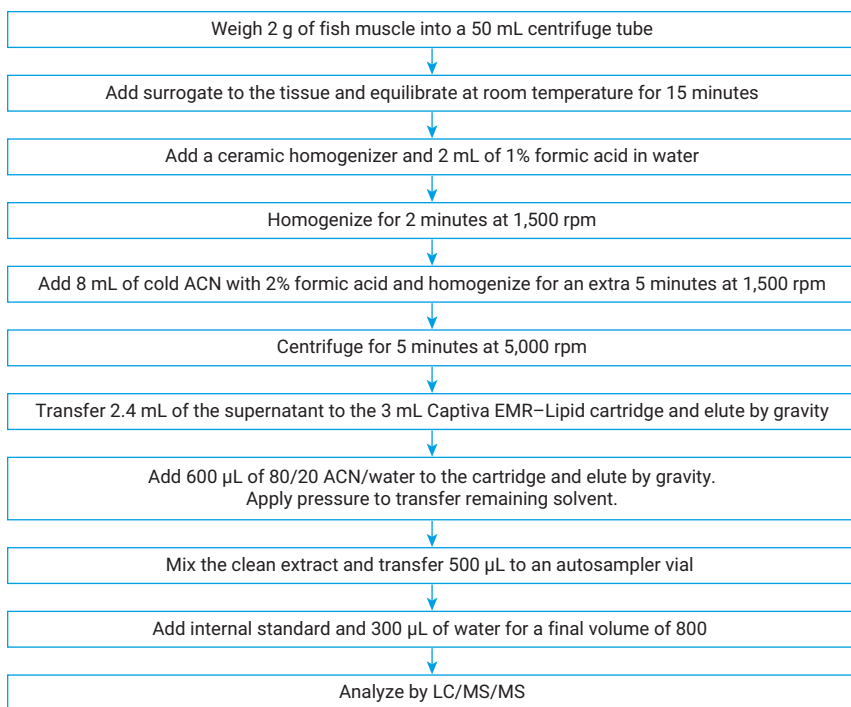 Weigh 2 g of fish muscle into a 50 mL centrifuge tube
Add surrogate to the tissue and equilibrate at room temperature for 15 minutes
Add a ceramic homogenizer and 2 mL of 1% formic acid in water
Homogenize for 2 minutes at 1,500 rpm
Add 8 mL of cold ACN with 2% formic acid and homogenize for an extra 5 minutes at 1,500 rpm
Centrifuge for 5 minutes at 5,000 rpm
Transfer 2.4 mL of the supernatant to the 3 mL Captiva EMR–Lipid cartridge and elute by gravity
Add 600 µL of 80/20 ACN/water to the cartridge and elute by gravity.
Apply pressure to transfer remaining solvent.
Mix the clean extract and transfer 500 µL to an autosampler vial
Add internal standard and 300 µL of water for a final volume of 800
Analyze by LC/MS/MS